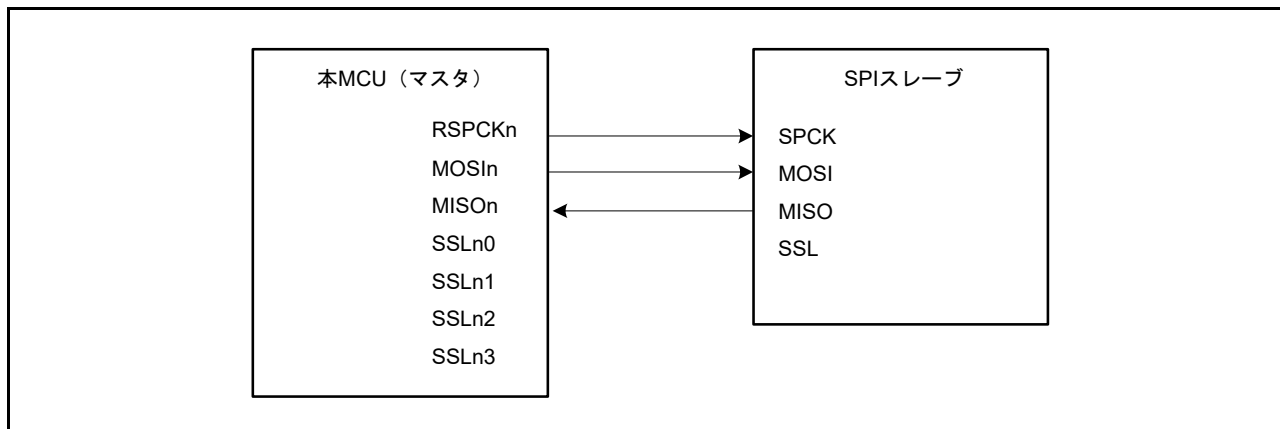 本MCU（マスタ）
RSPCKn
MOSIn
MISOn
SSLn0
SSLn1
SSLn2
SSLn3
SPIスレーブ
SPCK
MOSI
MISO
SSL